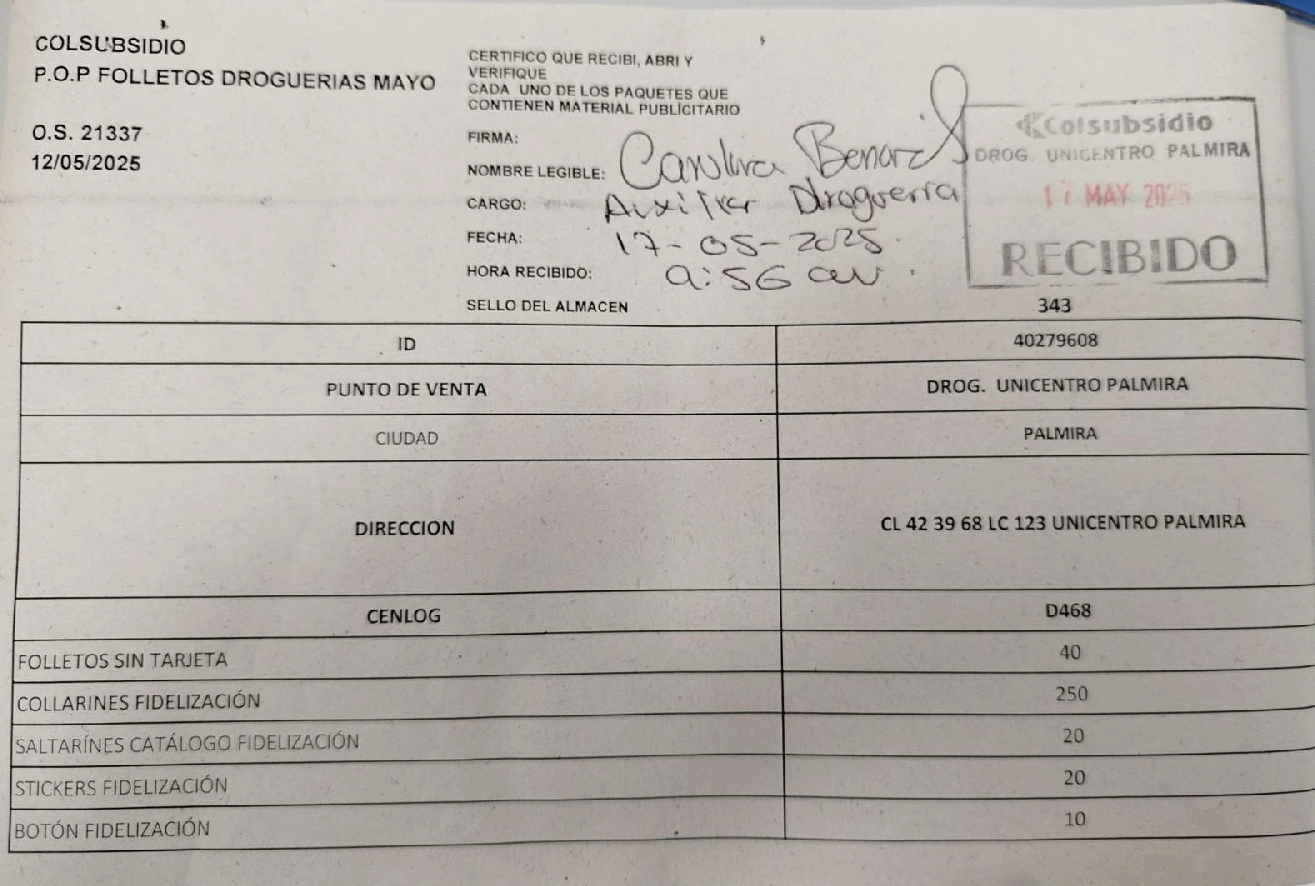 COLSUBSIDIO
P.O.P FOLLETOS DROGUERIAS MAYO
O.S. 21337
12/05/2025
CERTIFICO QUE RECIBI, ABRI Y
VERIFIQUE
CADA UNO DE LOS PAQUETES QUE
CONTIENEN MATERIAL PUBLICITARIO
FIRMA:
NOMBRE LEGIBLE: Carolina
CARGO: Auxiliar Drogueria
FECHA: 17-05-2025
HORA RECIBIDO: 9:56 am
SELLO DEL ALMACEN
Colsubsidio
DROG. UNICENTRO PALMIRA
17 MAY 2025
RECIBIDO
343
ID 40279608
PUNTO DE VENTA DROG. UNICENTRO PALMIRA
CIUDAD PALMIRA
DIRECCION CL 42 39 68 LC 123 UNICENTRO PALMIRA
CENLOG D468
FOLLETOS SIN TARJETA 40
COLLARINES FIDELIZACIÓN 250
SALTARÍNES CATÁLOGO FIDELIZACIÓN 20
STICKERS FIDELIZACIÓN 20
BOTÓN FIDELIZACIÓN 10